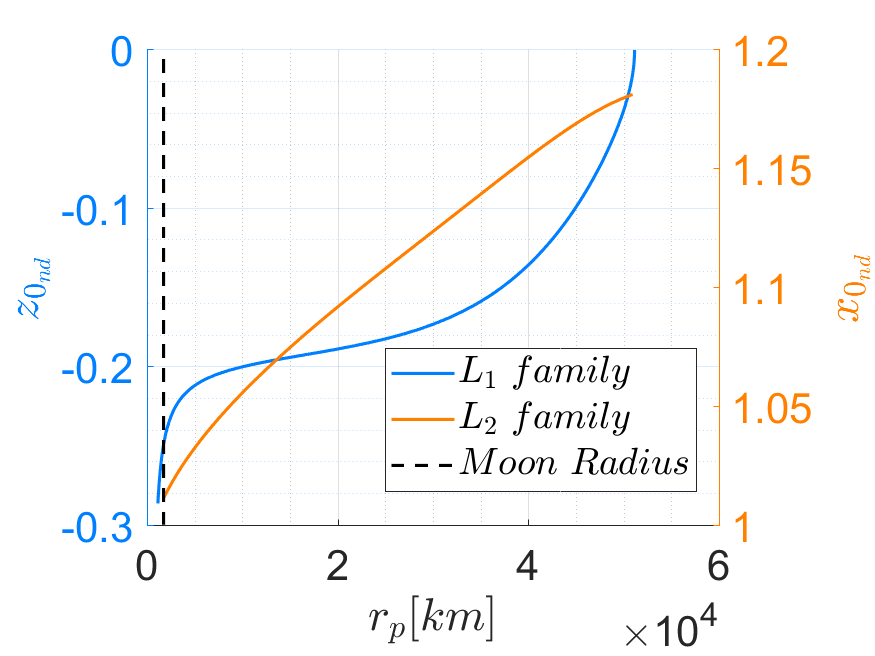 0
-0.1
-0.2
-0.3
z0nd
1.2
1.15
1.1
1.05
1
x0nd
L1 family
L2 family
Moon Radius
0 2 4 6
rp[km]
×10^4